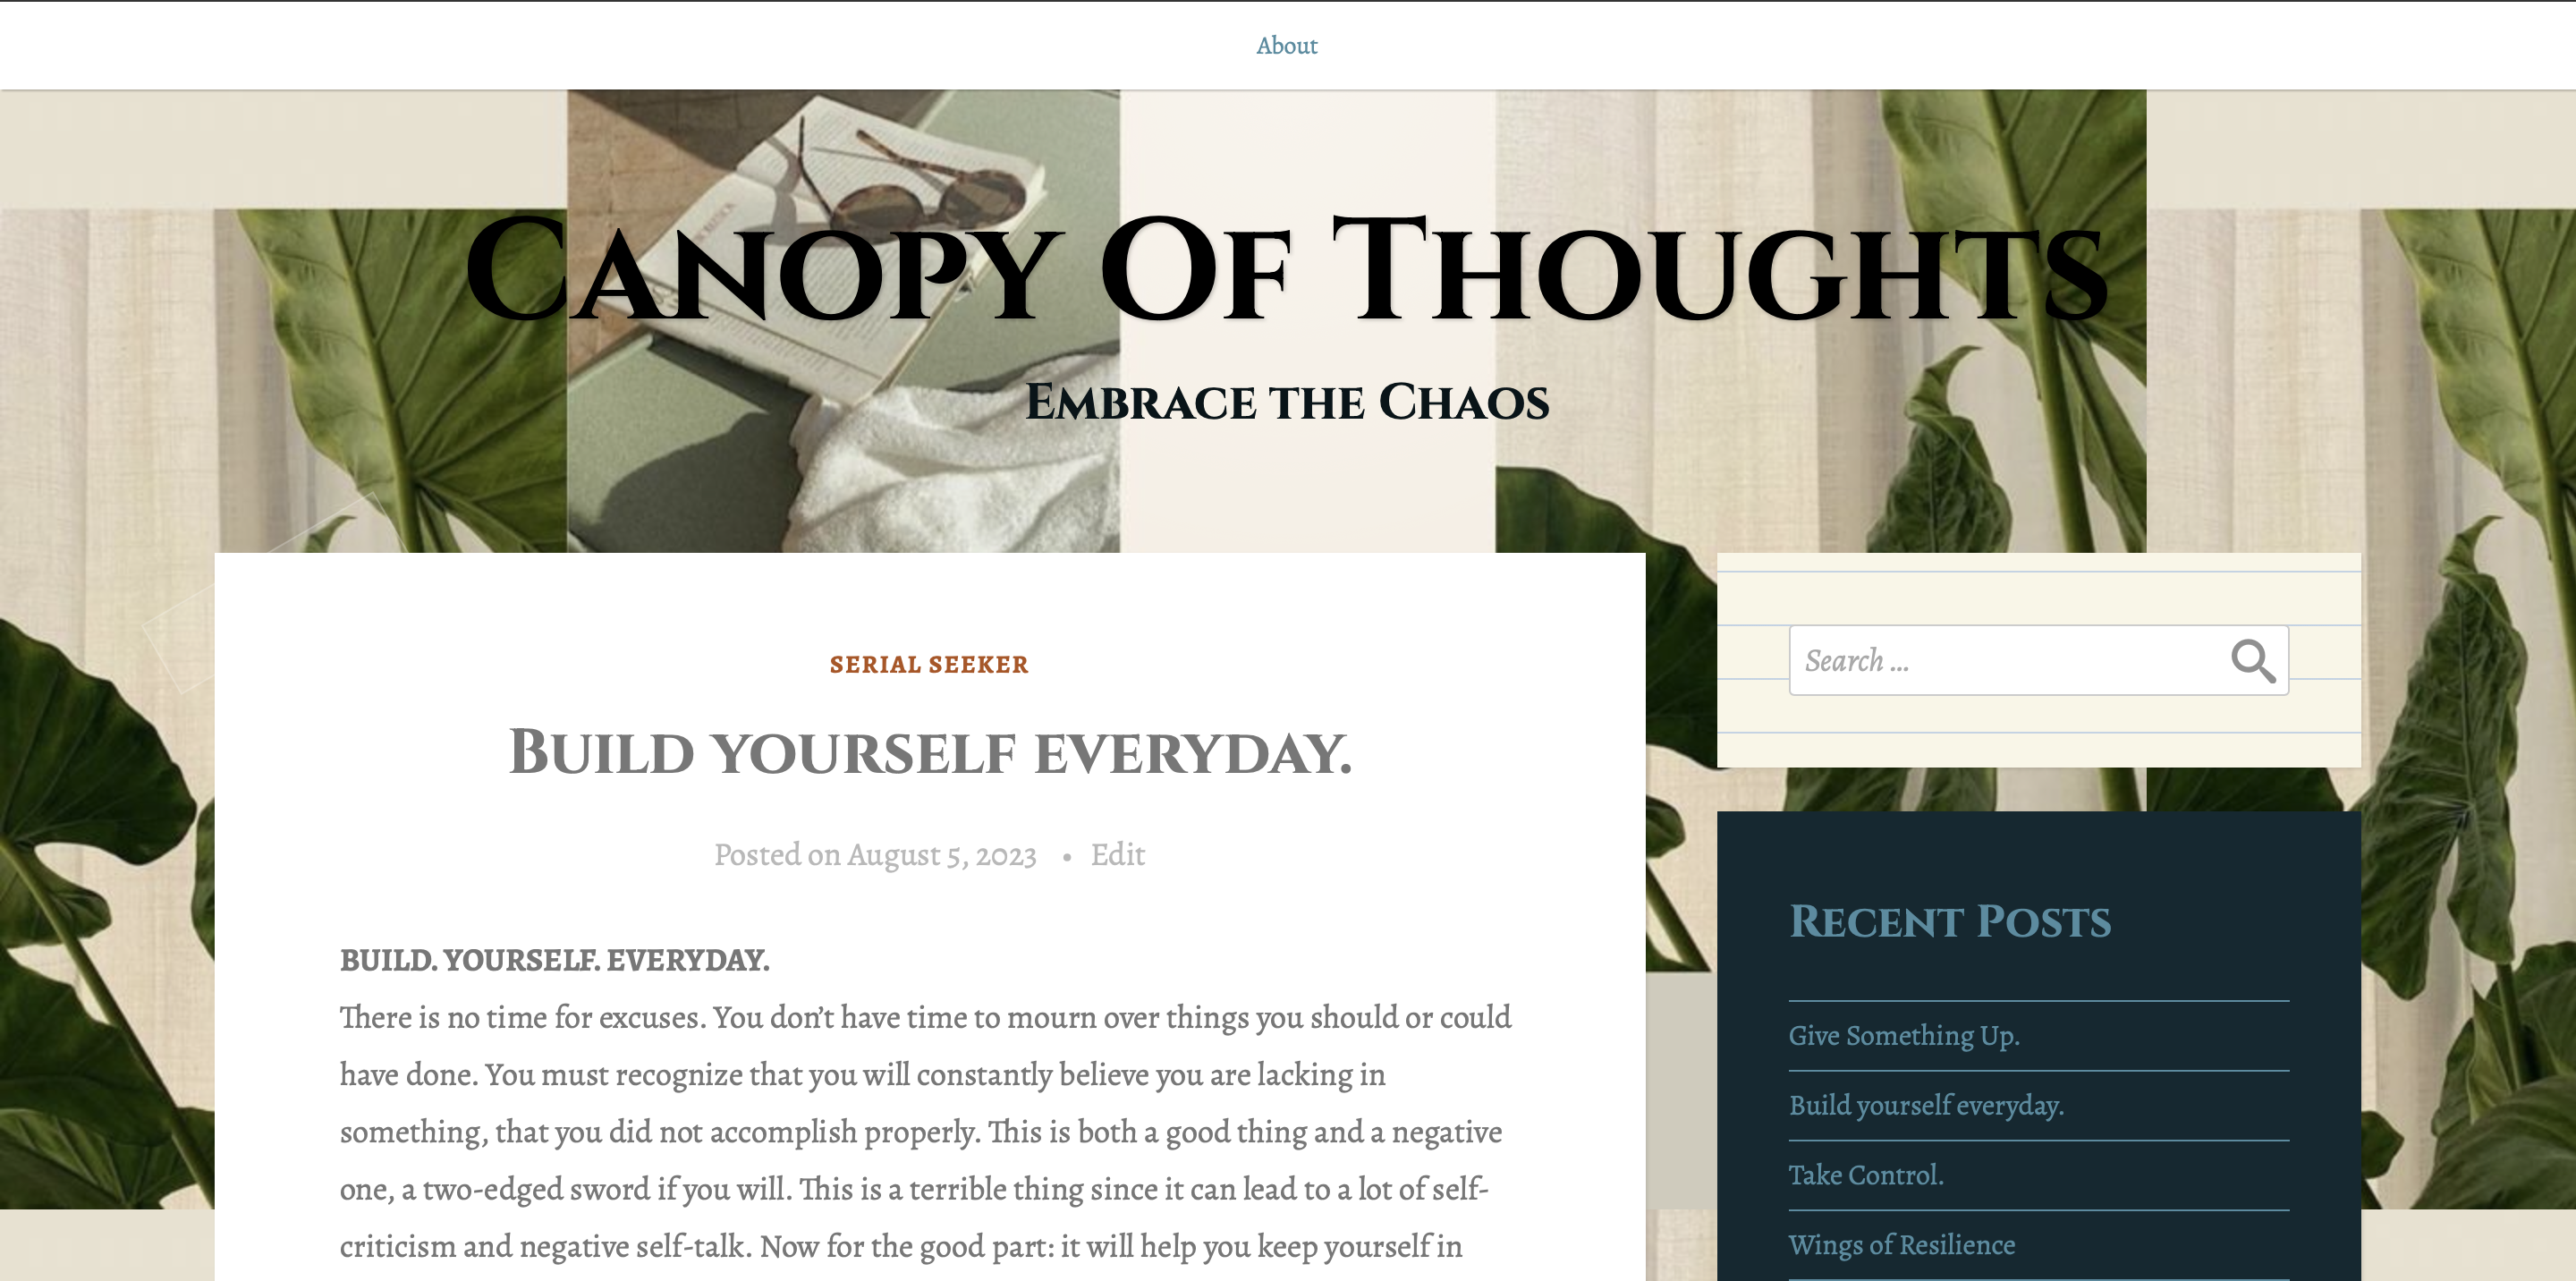 About
Canopy Of Thoughts
Embrace the Chaos
SERIAL SEEKER
Build yourself everyday.
Posted on August 5, 2023 • Edit
BUILD. YOURSELF. EVERYDAY.
There is no time for excuses. You don’t have time to mourn over things you should or could
have done. You must recognize that you will constantly believe you are lacking in
something, that you did not accomplish properly. This is both a good thing and a negative
one, a two-edged sword if you will. This is a terrible thing since it can lead to a lot of self-
criticism and negative self-talk. Now for the good part: it will help you keep yourself in
Search ...
Recent Posts
Give Something Up.
Build yourself everyday.
Take Control.
Wings of Resilience